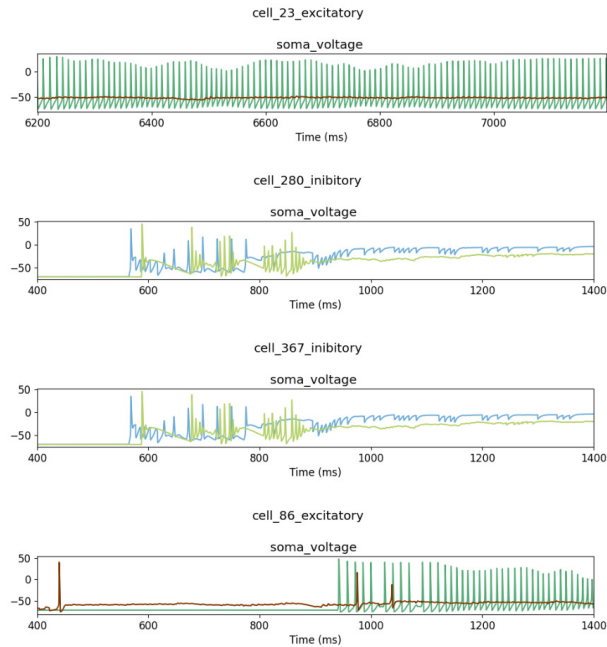 cell_23_excitatory
soma_voltage
0
−50
6200 6400 6600 6800 7000
Time (ms)
cell_280_inibitory
soma_voltage
50
0
−50
400 600 800 1000 1200 1400
Time (ms)
cell_367_inibitory
soma_voltage
50
0
−50
400 600 800 1000 1200 1400
Time (ms)
cell_86_excitatory
soma_voltage
50
0
−50
400 600 800 1000 1200 1400
Time (ms)